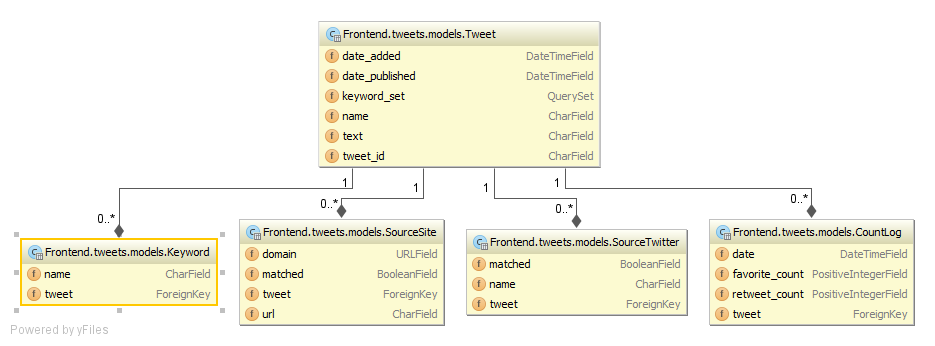 Frontend.tweets.models.Tweet
date_added DateTimeField
date_published DateTimeField
keyword_set QuerySet
name CharField
text CharField
tweet_id CharField
1 1 1 1
0..* 0..* 0..* 0..*
Frontend.tweets.models.Keyword
name CharField
tweet ForeignKey
Frontend.tweets.models.SourceSite
domain URLField
matched BooleanField
tweet ForeignKey
url CharField
Frontend.tweets.models.SourceTwitter
matched BooleanField
name CharField
tweet ForeignKey
Frontend.tweets.models.CountLog
date DateTimeField
favorite_count PositiveIntegerField
retweet_count PositiveIntegerField
tweet ForeignKey
Powered by yFiles